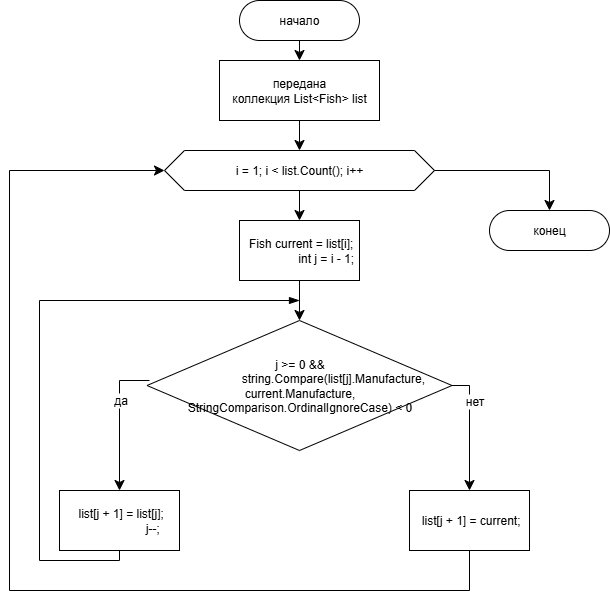 начало
передана
коллекция List<Fish> list
i = 1; i < list.Count(); i++
конец
Fish current = list[i];
int j = i - 1;
j >= 0 &&
string.Compare(list[j].Manufacture,
current.Manufacture,
StringComparison.OrdinalIgnoreCase) < 0
да
нет
list[j + 1] = list[j];
j--;
list[j + 1] = current;